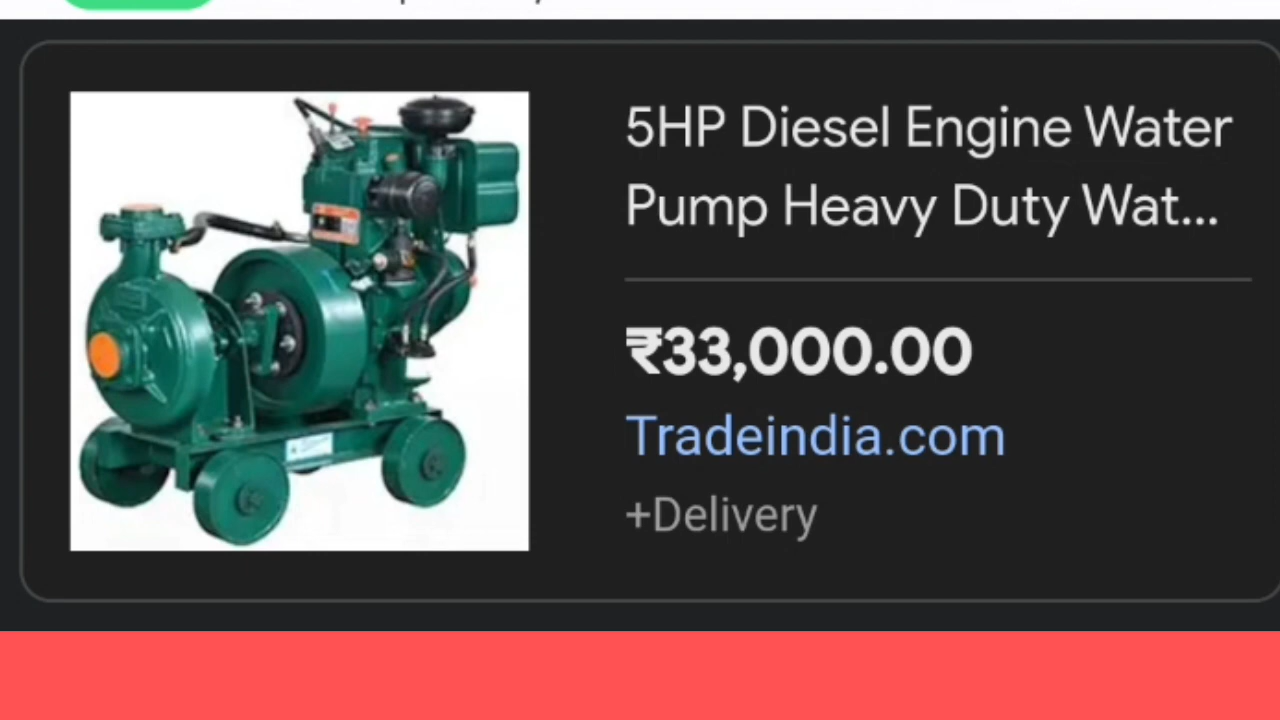 5HP Diesel Engine Water
Pump Heavy Duty Wat...
₹33,000.00
Tradeindia.com
+Delivery